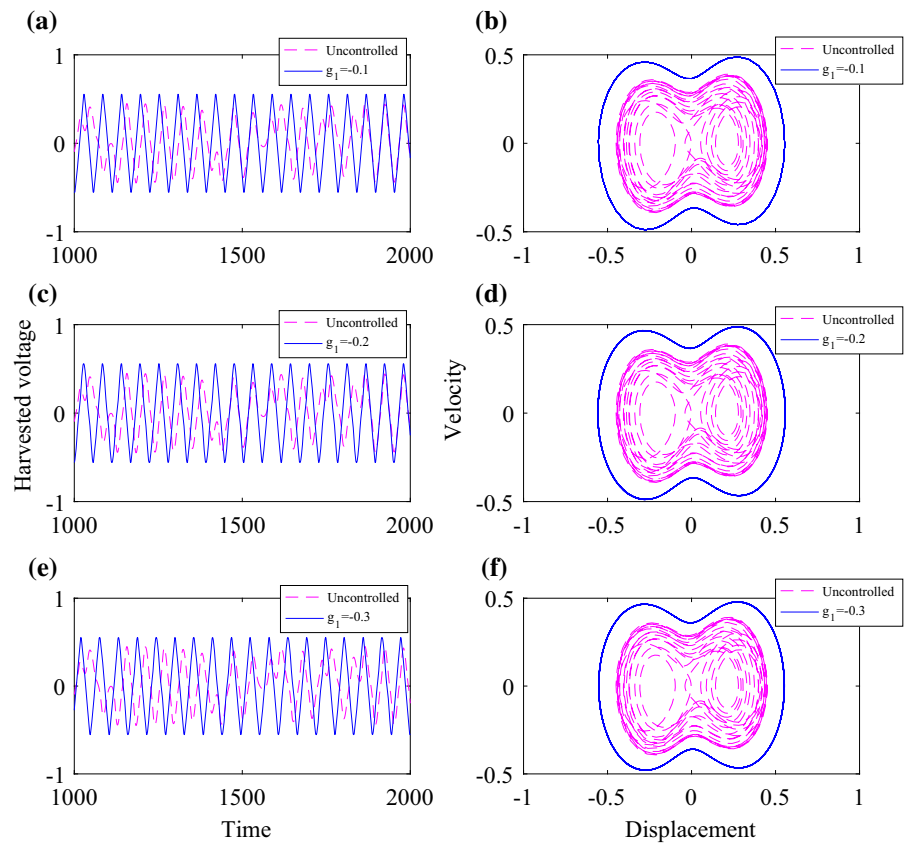 (a)
1
0
-1
1000
1500
2000
Uncontrolled
g1=-0.1
(b)
0.5
0
-0.5
-1
-0.5
0
0.5
1
Uncontrolled
g1=-0.1
(c)
1
0
-1
1000
1500
2000
Harvested voltage
Uncontrolled
g1=-0.2
(d)
0.5
0
-0.5
-1
-0.5
0
0.5
1
Velocity
Uncontrolled
g1=-0.2
(e)
1
0
-1
1000
1500
2000
Time
Uncontrolled
g1=-0.3
(f)
0.5
0
-0.5
-1
-0.5
0
0.5
1
Displacement
Uncontrolled
g1=-0.3